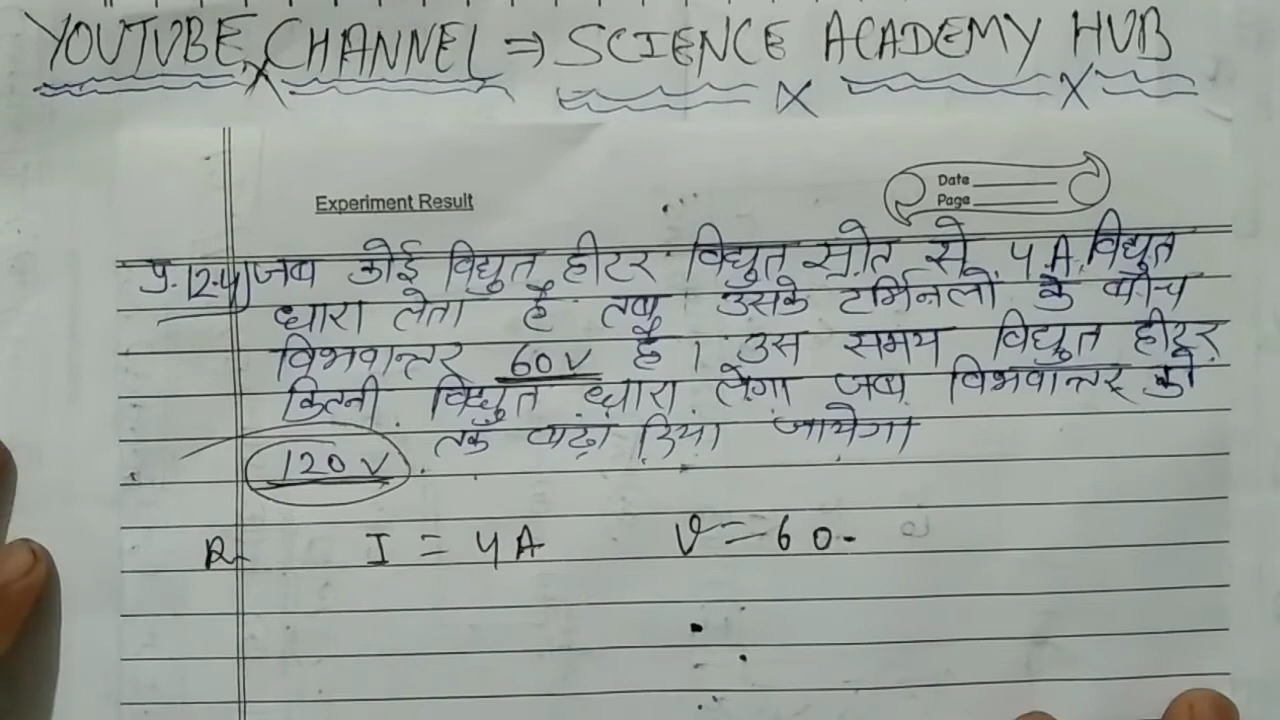 YOUTUBE CHANNEL ⇒ SCIENCE ACADEMY HUB
Experiment Result
Date
Page
प्र. 12.4) जब कोई विद्युत हीटर विद्युत स्रोत से 4 A विद्युत
धारा लेता है तब उसके टर्मिनलों के बीच
विभवान्तर 60 V है । उस समय विद्युत हीटर
कितनी विद्युत धारा लेगा जब विभवान्तर को
120 V तक बढ़ा दिया जायेगा
I = 4 A V = 60